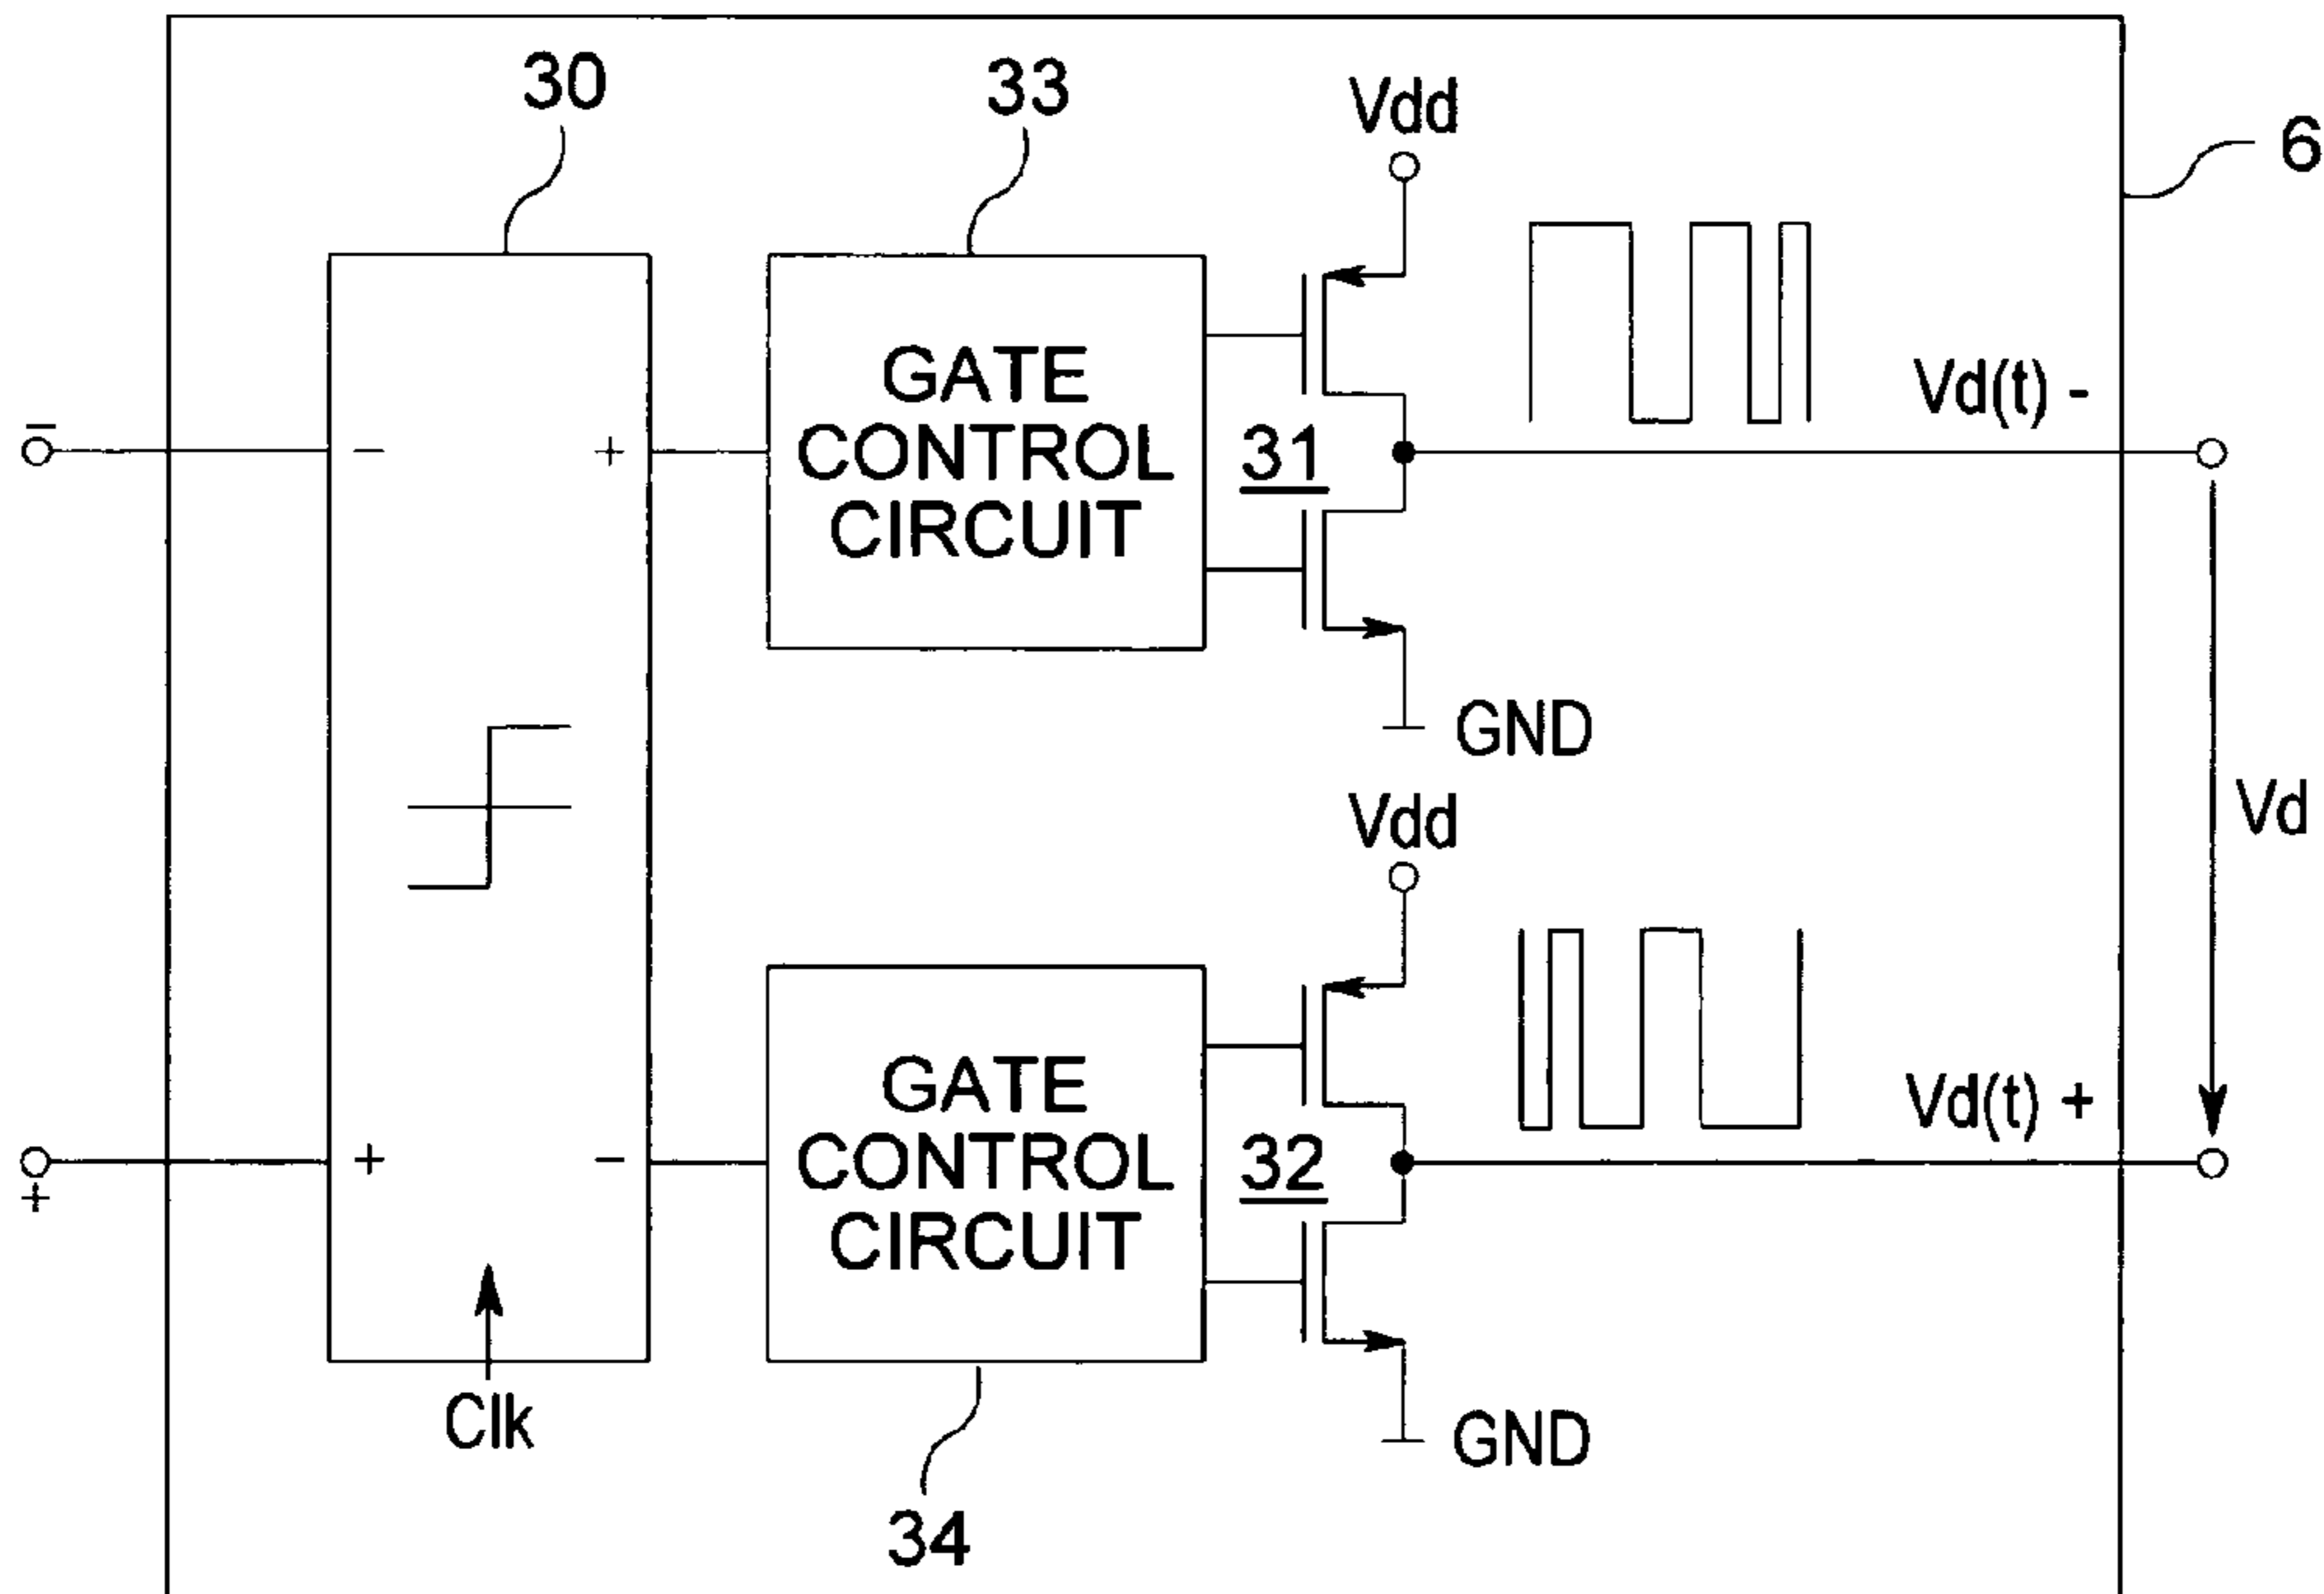 30
33
Vdd
6
GATE
CONTROL
CIRCUIT
31
Vd(t) -
-
-
+
GND
Vdd
Vd
GATE
CONTROL
CIRCUIT
32
Vd(t) +
+
+
-
Clk
GND
34